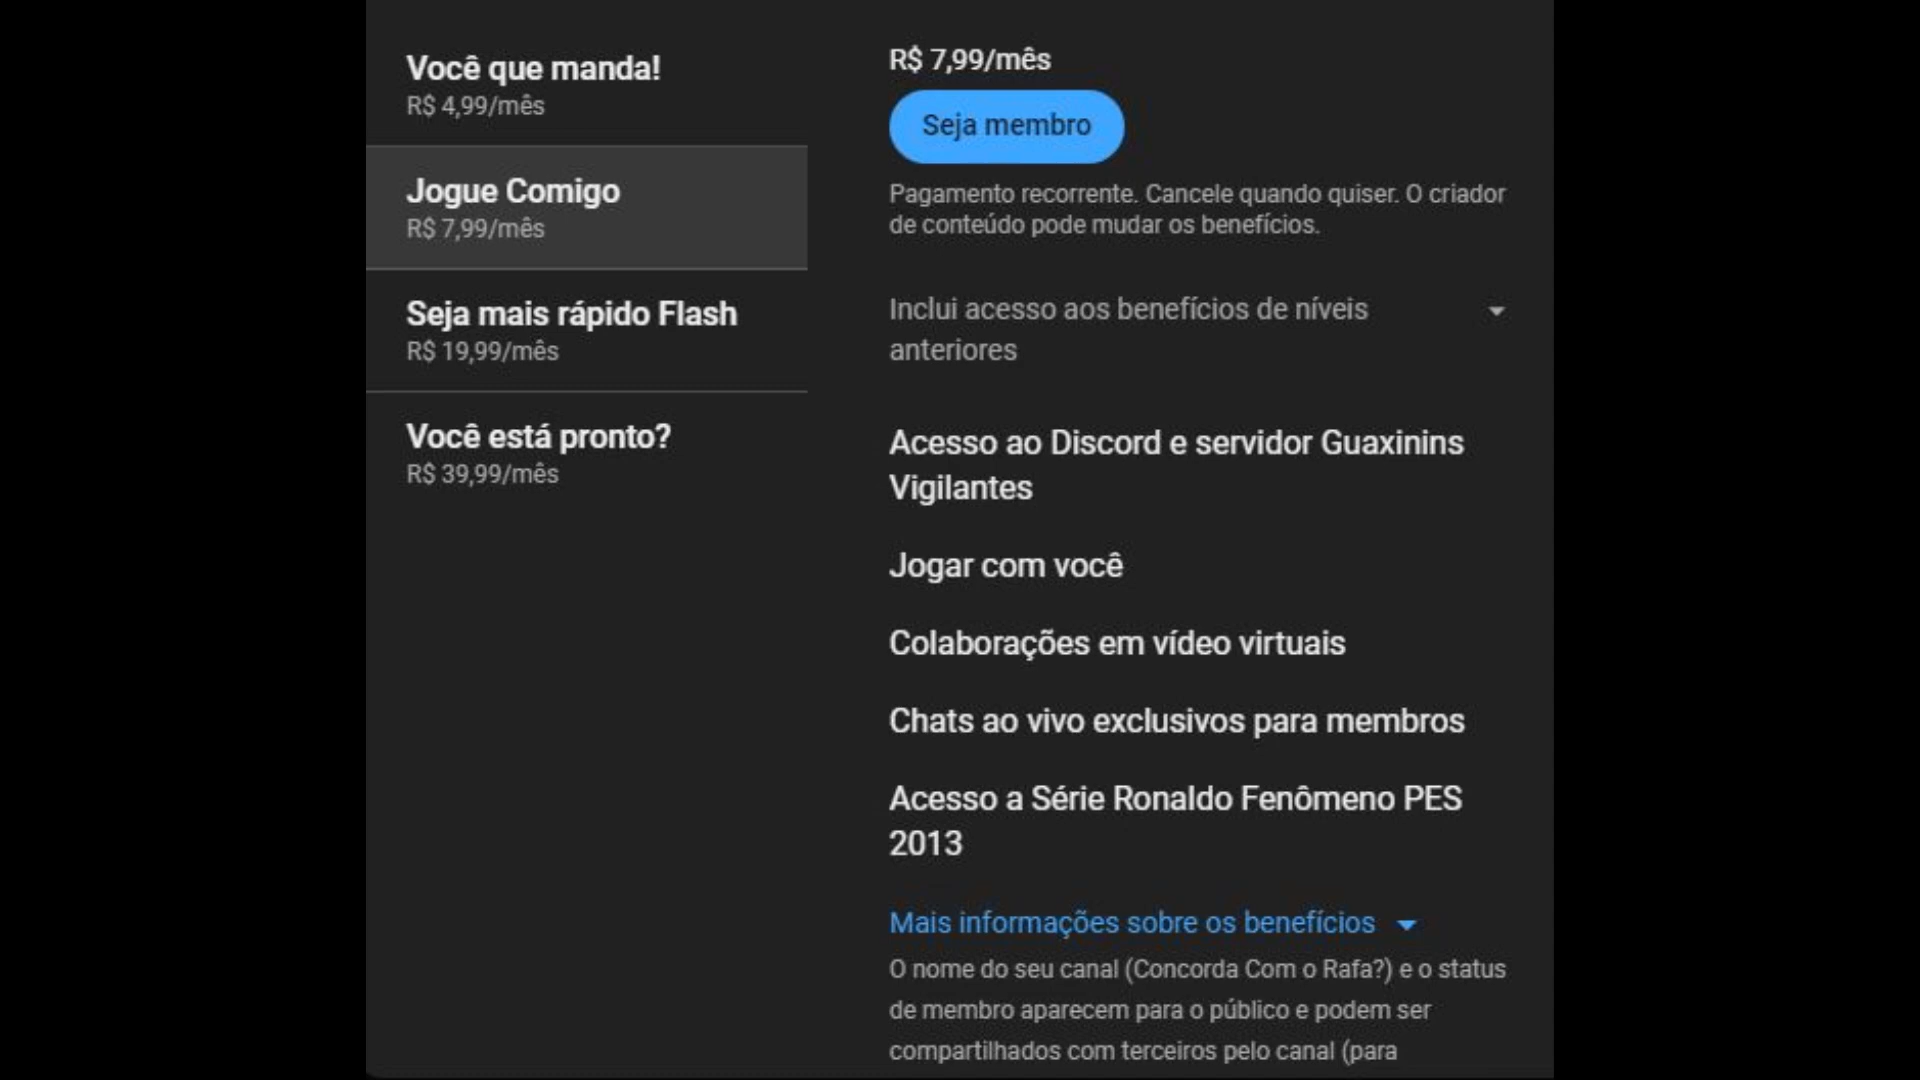 Você que manda!
R$ 4,99/mês
Jogue Comigo
R$ 7,99/mês
Seja mais rápido Flash
R$ 19,99/mês
Você está pronto?
R$ 39,99/mês
R$ 7,99/mês
Seja membro
Pagamento recorrente. Cancele quando quiser. O criador
de conteúdo pode mudar os benefícios.
Inclui acesso aos benefícios de níveis
anteriores
Acesso ao Discord e servidor Guaxinins
Vigilantes
Jogar com você
Colaborações em vídeo virtuais
Chats ao vivo exclusivos para membros
Acesso a Série Ronaldo Fenômeno PES
2013
Mais informações sobre os benefícios
O nome do seu canal (Concorda Com o Rafa?) e o status
de membro aparecem para o público e podem ser
compartilhados com terceiros pelo canal (para